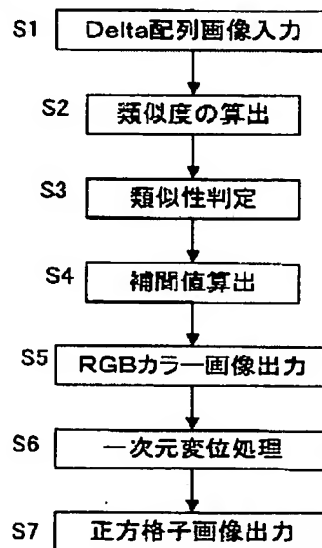 S1 Delta配列画像入力
S2 類似度の算出
S3 類似性判定
S4 補間値算出
S5 RGBカラー画像出力
S6 一次元変位処理
S7 正方格子画像出力